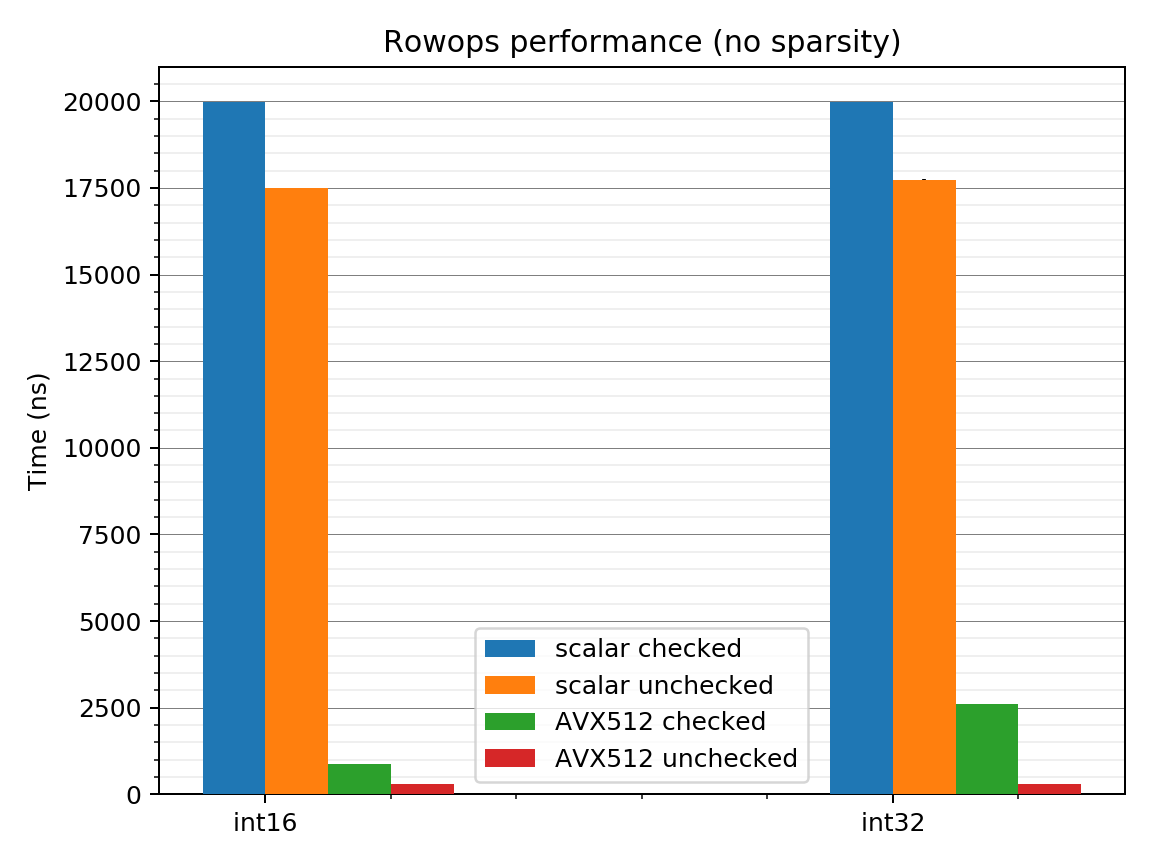 Rowops performance (no sparsity)
Time (ns)
20000
17500
15000
12500
10000
7500
5000
2500
0
scalar checked
scalar unchecked
AVX512 checked
AVX512 unchecked
int16
int32